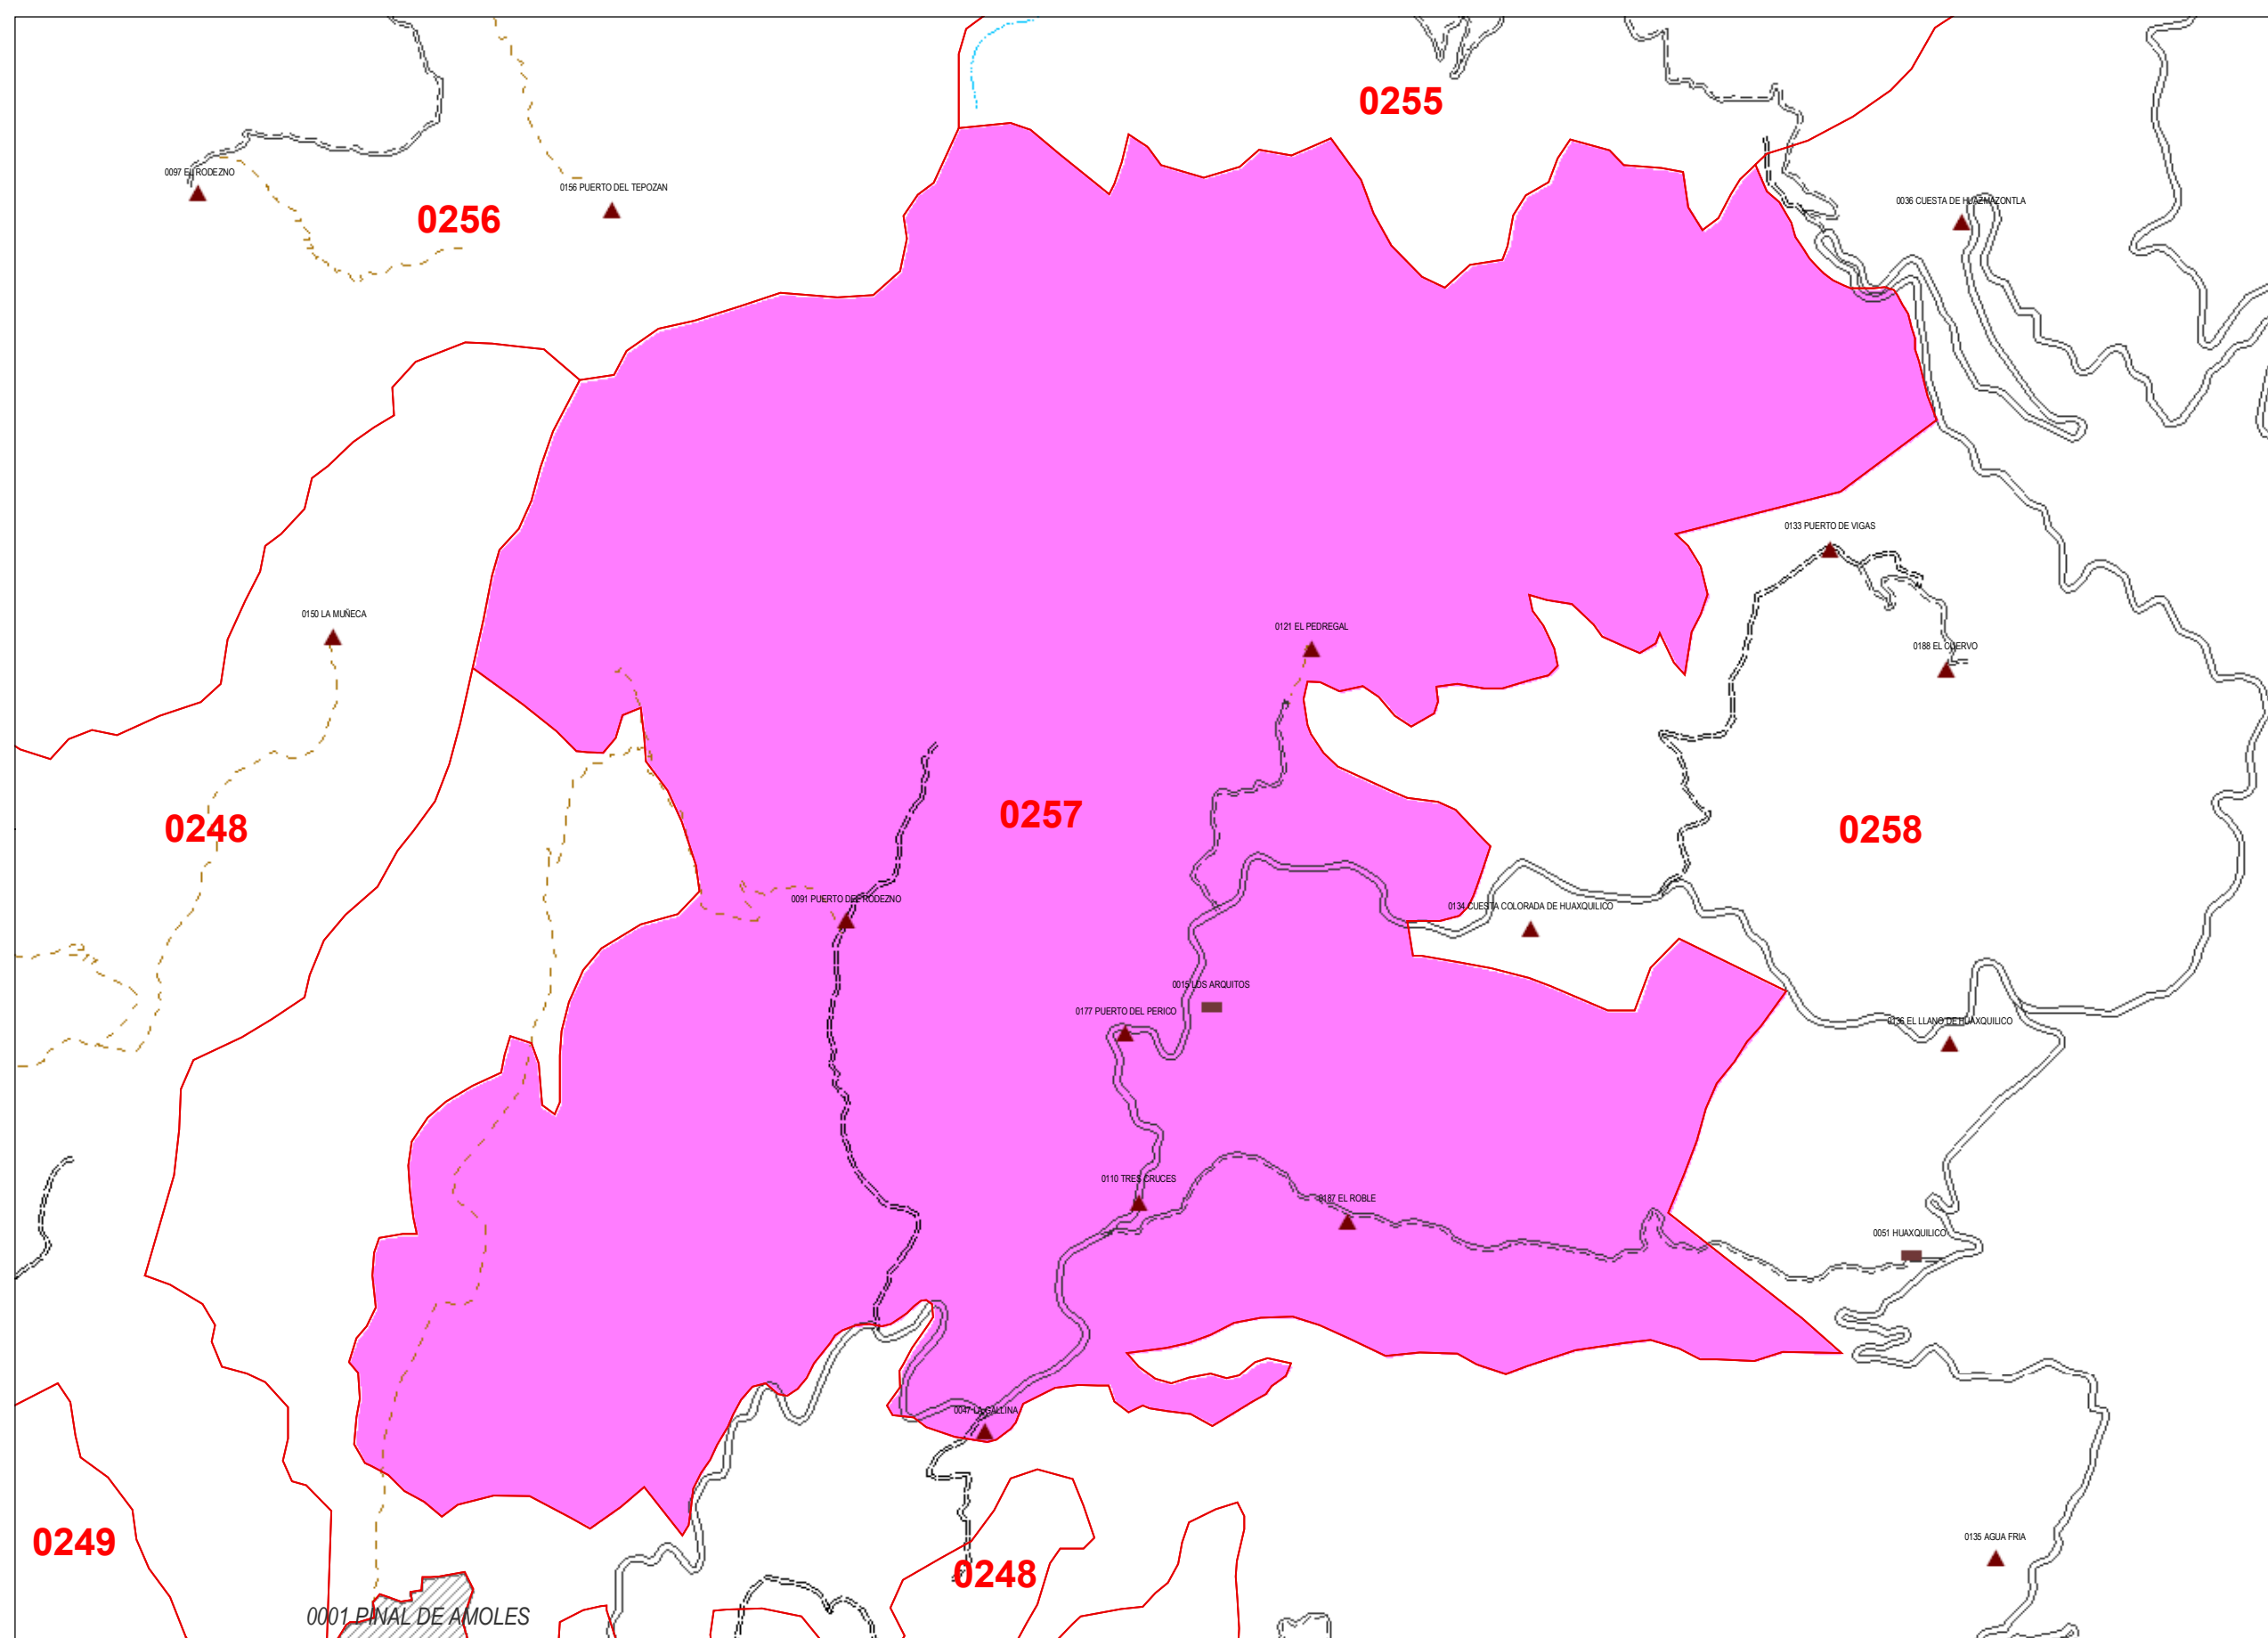 0255
0097 EL RODEZNO
0156 PUERTO DEL TEPOZAN
0036 CUESTA DE HUAZMAZONTLA
0256
0133 PUERTO DE VIGAS
0150 LA MUÑECA
0121 EL PEDREGAL
0188 EL CUERVO
0257
0248
0258
0091 PUERTO DEL RODEZNO
0134 CUESTA COLORADA DE HUAXQUILICO
0015 LOS ARQUITOS
0177 PUERTO DEL PERICO
0136 EL LLANO DE HUAXQUILICO
0110 TRES CRUCES
0187 EL ROBLE
0051 HUAXQUILICO
0047 LA GALLINA
0249
0135 AGUA FRIA
0248
0001 PINAL DE AMOLES